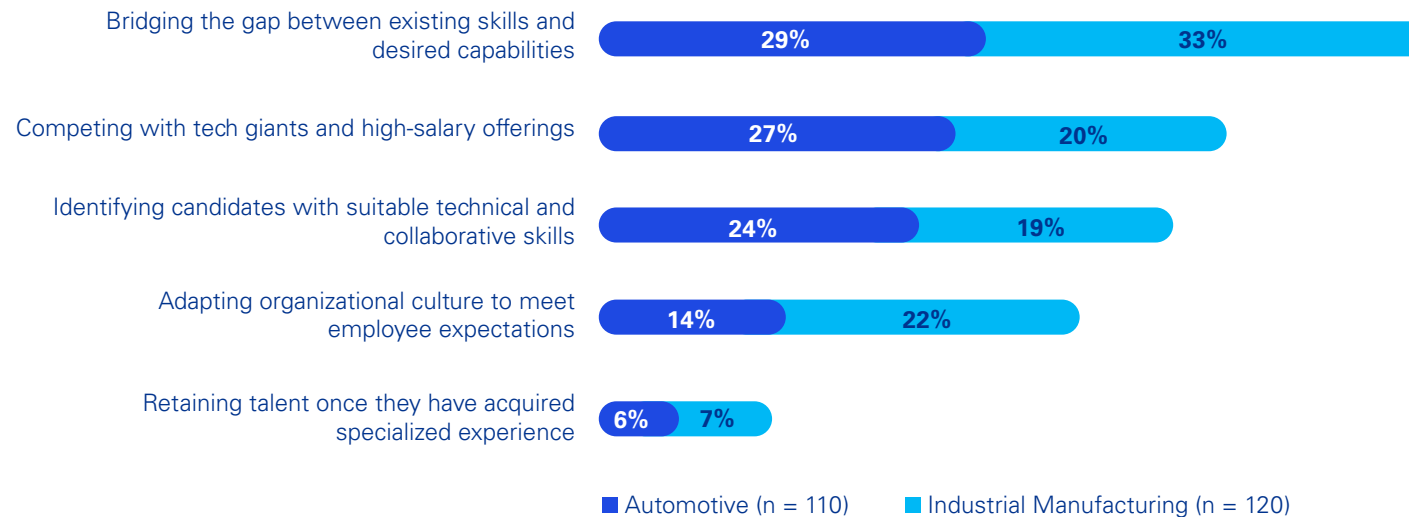 Bridging the gap between existing skills and
desired capabilities
29% 33%
Competing with tech giants and high-salary offerings
27% 20%
Identifying candidates with suitable technical and
collaborative skills
24% 19%
Adapting organizational culture to meet
employee expectations
14% 22%
Retaining talent once they have acquired
specialized experience
6% 7%
Automotive (n = 110) Industrial Manufacturing (n = 120)